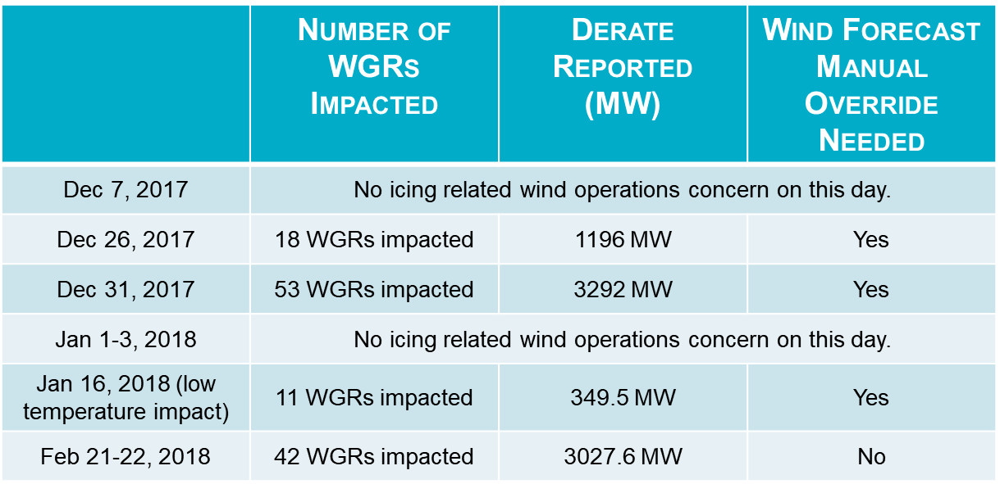 NUMBER OF WGRS IMPACTED
DERATE REPORTED (MW)
WIND FORECAST MANUAL OVERRIDE NEEDED
Dec 7, 2017
No icing related wind operations concern on this day.
Dec 26, 2017
18 WGRs impacted
1196 MW
Yes
Dec 31, 2017
53 WGRs impacted
3292 MW
Yes
Jan 1-3, 2018
No icing related wind operations concern on this day.
Jan 16, 2018 (low
temperature impact)
11 WGRs impacted
349.5 MW
Yes
Feb 21-22, 2018
42 WGRs impacted
3027.6 MW
No